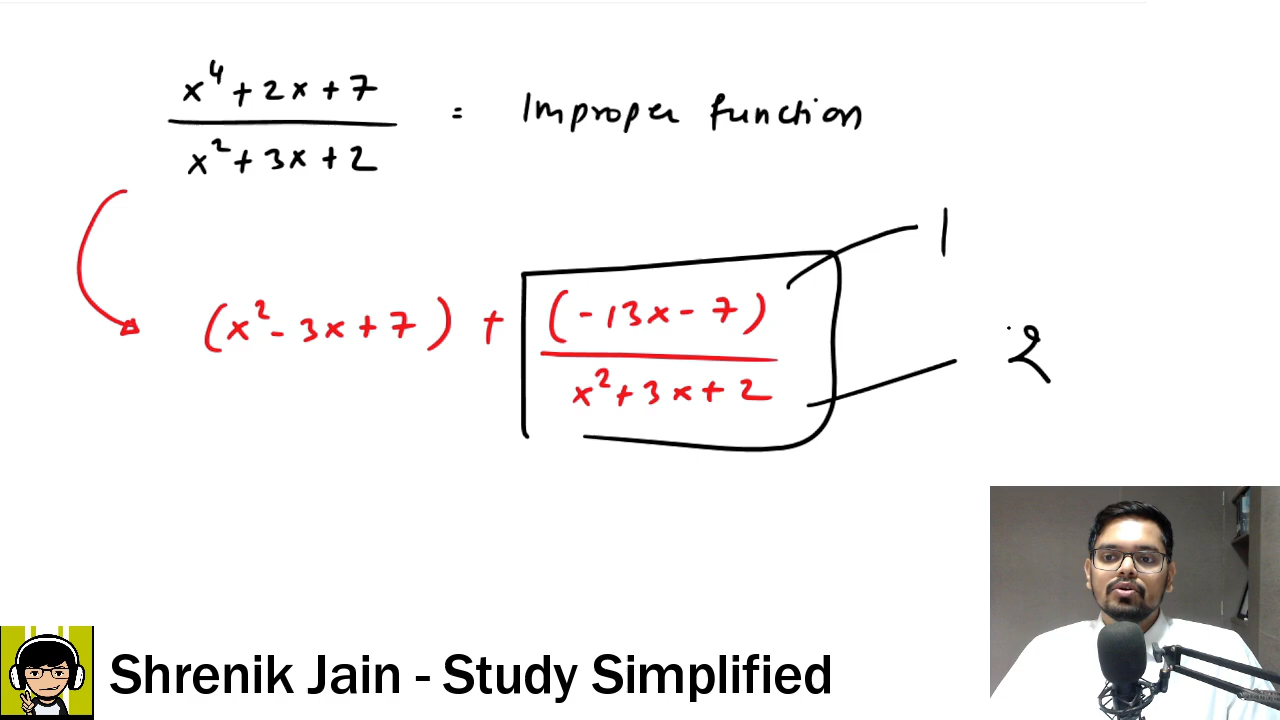 x⁴ + 2x + 7
x² + 3x + 2
= Improper function
1
(x² - 3x + 7) + (-13x - 7)
x² + 3x + 2
2
Shrenik Jain - Study Simplified